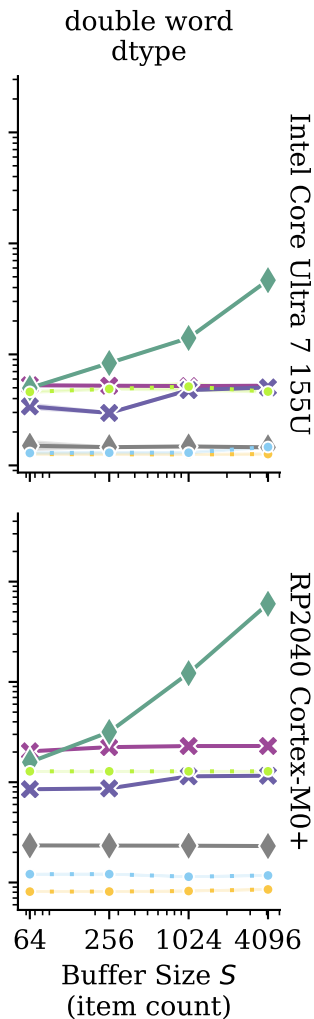 double word
dtype
Intel Core Ultra 7 155U
RP2040 Cortex-M0+
64 256 1024 4096
Buffer Size S
(item count)